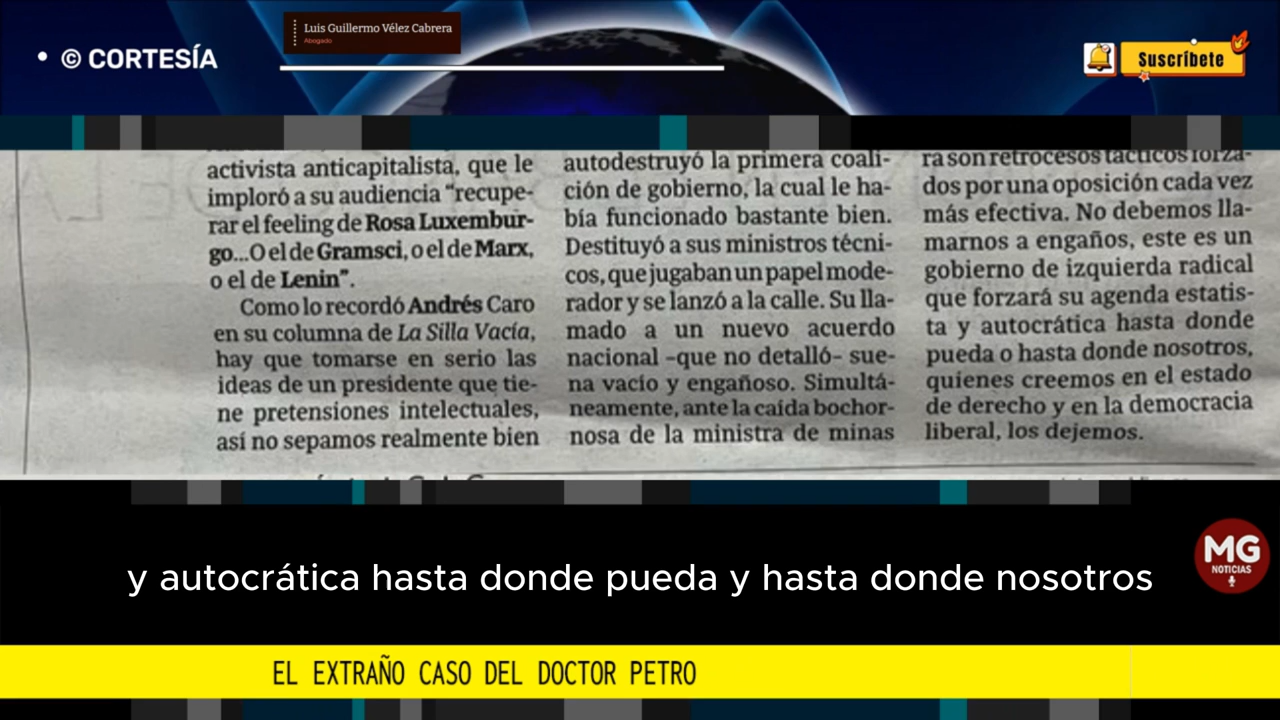 Luis Guillermo Vélez Cabrera
Abogado
• © CORTESÍA
Suscríbete
activista anticapitalista, que le
imploró a su audiencia “recupe-
rar el feeling de Rosa Luxembur-
go...O el de Gramsci, o el de Marx,
o el de Lenin”.
Como lo recordó Andrés Caro
en su columna de La Silla Vacía,
hay que tomarse en serio las
ideas de un presidente que tie-
ne pretensiones intelectuales,
así no sepamos realmente bien
autodestruyó la primera coali-
ción de gobierno, la cual le ha-
bía funcionado bastante bien.
Destituyó a sus ministros técni-
cos, que jugaban un papel mode-
rador y se lanzó a la calle. Su lla-
mado a un nuevo acuerdo
nacional –que no detalló– sue-
na vacío y engañoso. Simultá-
neamente, ante la caída bochor-
nosa de la ministra de minas
ra son retrocesos tácticos forza-
dos por una oposición cada vez
más efectiva. No debemos lla-
marnos a engaños, este es un
gobierno de izquierda radical
que forzará su agenda estatis-
ta y autocrática hasta donde
pueda o hasta donde nosotros,
quienes creemos en el estado
de derecho y en la democracia
liberal, los dejemos.
MG
NOTICIAS
y autocrática hasta donde pueda y hasta donde nosotros
EL EXTRAÑO CASO DEL DOCTOR PETRO